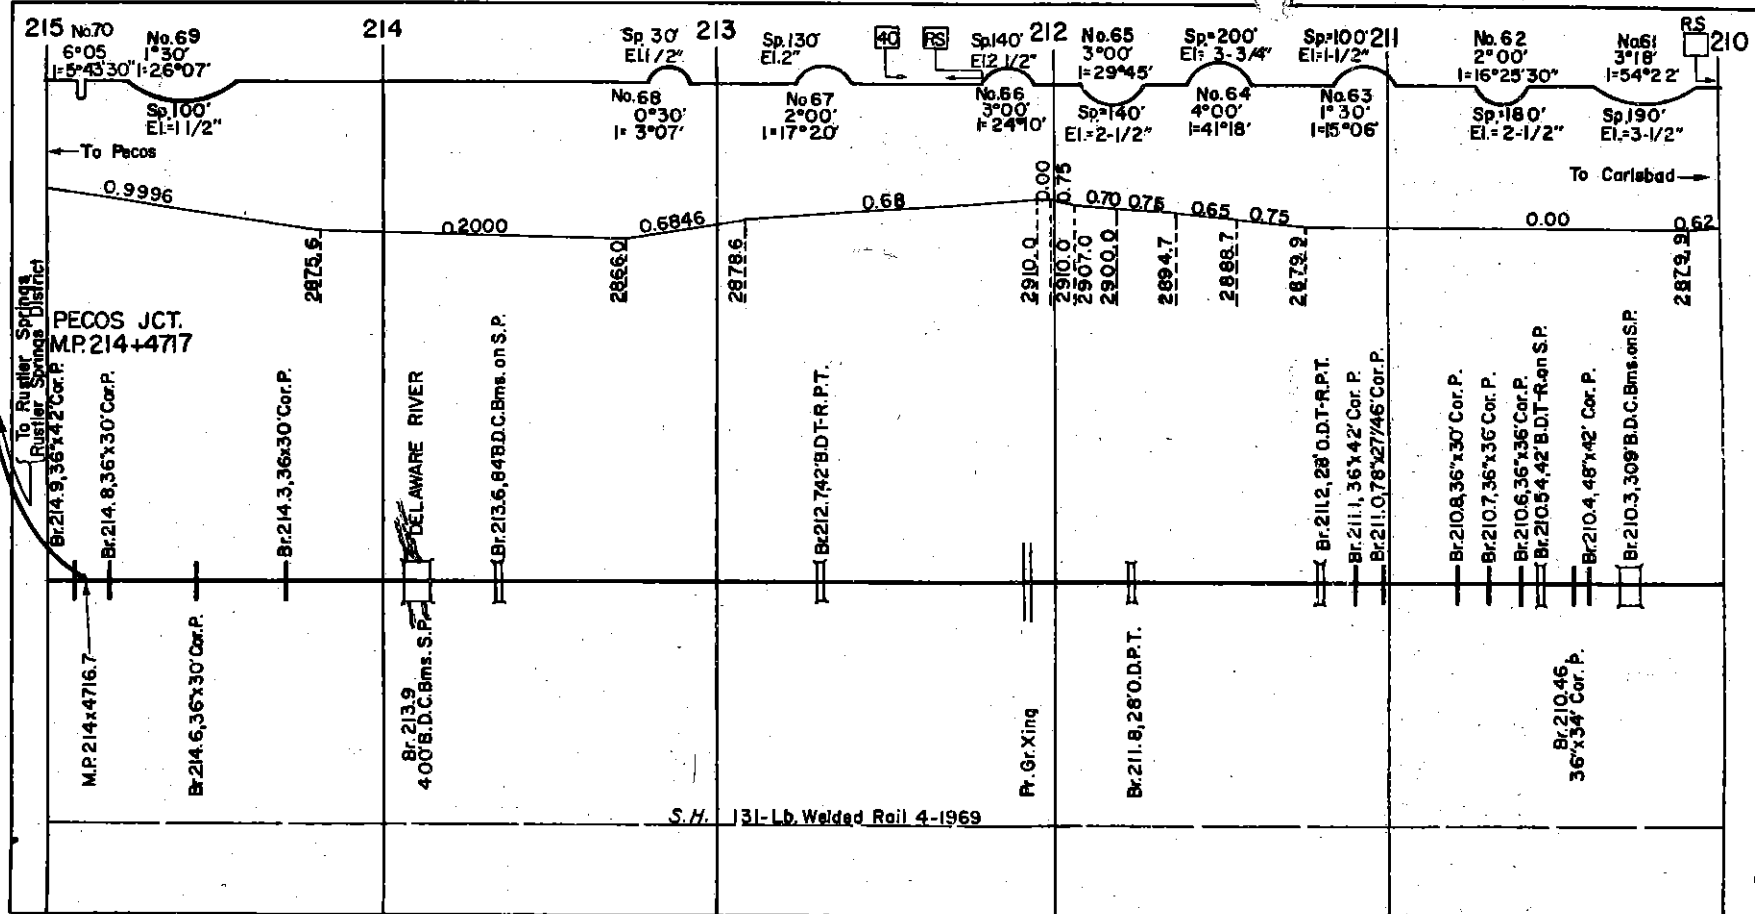 215
214
213
212
211
210
No.70
6°05
I=5°43'30"
No.69
1°30'
I=26°07'
Sp.100'
El.=1 1/2"
Sp. 30'
El.1/2"
No.68
0°30'
I= 3°07'
Sp.130'
El.2"
No.67
2°00'
I=17°20'
40
RS
Sp.140'
El.2 1/2"
No.66
3°00'
I=24°10'
No.65
3°00'
I=29°45'
Sp=140'
El.=2-1/2"
Sp.=200'
El= 3-3/4"
No.64
4°00'
I=41°18'
Sp.=100'
El=1-1/2"
No.63
1°30'
I=15°06'
No.62
2°00'
I=16°25'30"
Sp.=180'
El.= 2-1/2"
No61
3°18'
I=54°22'
Sp.190'
El.=3-1/2"
RS
To Pecos
To Carlsbad
0.9996
0.2000
0.6846
0.68
0.00
0.75
0.70
0.75
0.65
0.75
0.00
0.62
2875.6
2866.0
2878.6
2910.0
2910.0
2907.0
2900.0
2894.7
2888.7
2879.9
2879.9
To Rustler Springs
Rustler Springs District
PECOS JCT.
M.P.214+4717
Br.214.9,36"x42'Cor.P.
Br.214.8,36"x30'Cor.P.
Br.214.3,36x30'Cor.P.
DELAWARE RIVER
Br.213.6,84'B.D.C.Bms.on S.P.
Br.212.7,42'B.D.T-R.P.T.
Br.211.2,28'O.D.T-R.P.T.
Br.211.1,36"x42'Cor. P.
Br.211.0,78"x27'/46'Cor.P.
Br.210.8,36"x30'Cor.P.
Br.210.7,36"x36'Cor.P.
Br.210.6,36"x36'Cor.P.
Br.210.54,42'B.D.T-R.on S.P.
Br.210.4,48"x42' Cor.P.
Br.210.3,309'B.D.C.Bms.on S.P.
M.P.214x4716.7
Br.214.6,36"x30'Cor.P.
Br.213.9
400'B.D.C.Bms.S.P.
Pr.Gr.Xing
Br.211.8,28'O.D.P.T.
Br.210.46
36"x34' Cor.P.
S.H. 131-Lb.Welded Rail 4-1969